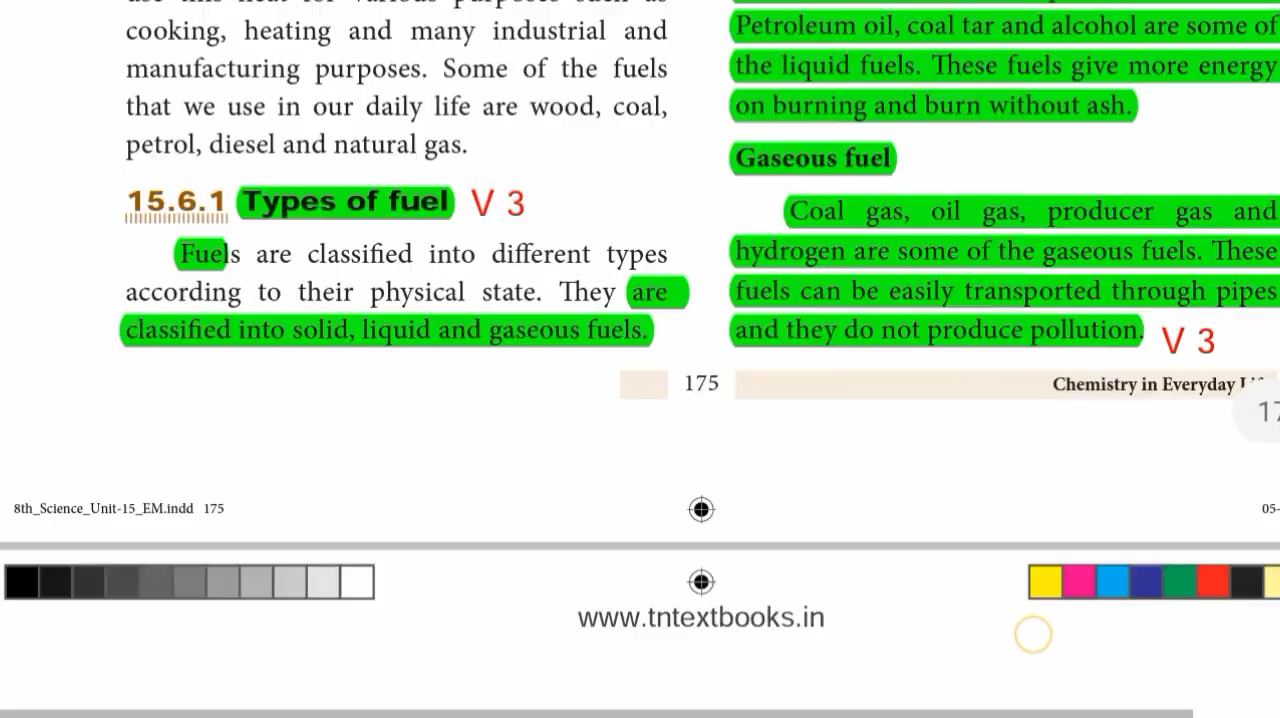 cooking, heating and many industrial and
manufacturing purposes. Some of the fuels
that we use in our daily life are wood, coal,
petrol, diesel and natural gas.
15.6.1 Types of fuel V 3
Fuels are classified into different types
according to their physical state. They are
classified into solid, liquid and gaseous fuels.
Petroleum oil, coal tar and alcohol are some of
the liquid fuels. These fuels give more energy
on burning and burn without ash.
Gaseous fuel
Coal gas, oil gas, producer gas and
hydrogen are some of the gaseous fuels. These
fuels can be easily transported through pipes
and they do not produce pollution. V 3
175
Chemistry in Everyday
17
8th_Science_Unit-15_EM.indd 175
05-
www.tntextbooks.in